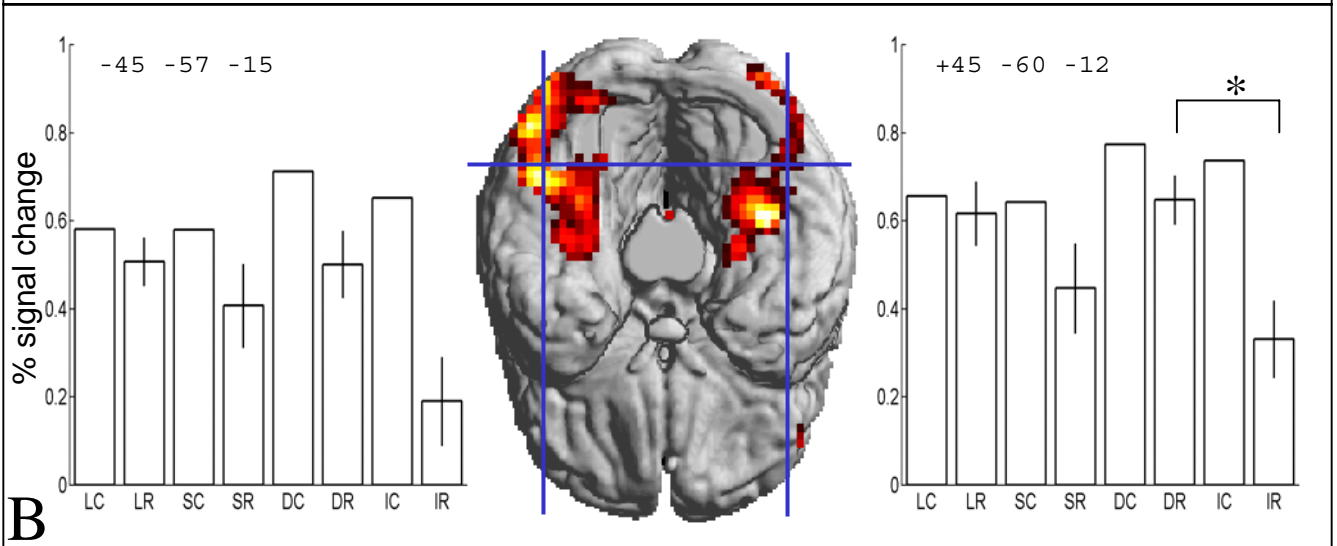 -45 -57 -15
% signal change
1
0.8
0.6
0.4
0.2
0
LC LR SC SR DC DR IC IR
B
+45 -60 -12
*
1
0.8
0.6
0.4
0.2
0
LC LR SC SR DC DR IC IR